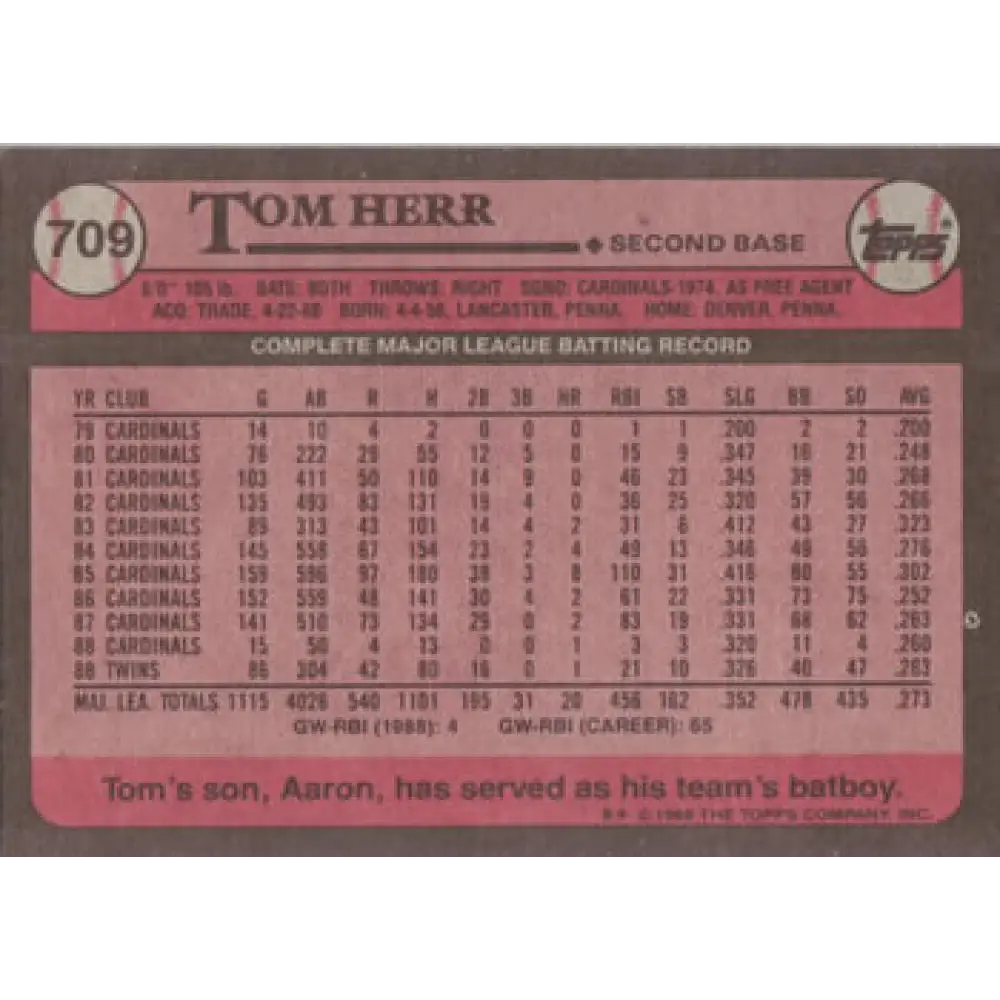 709
TOM HERR
SECOND BASE
TOPPS®
6'0" lb. BATS: BOTH THROWS: RIGHT SGND: CARDINALS-1974, AS FREE AGENT
ACQ: TRADE, 4-22-88 BORN: 4-4-56, LANCASTER, PENNA. HOME: DENVER, PENNA.
COMPLETE MAJOR LEAGUE BATTING RECORD
YR CLUB G AB R H 2B 3B HR RBI SB SLG BB SO AVG
79 CARDINALS 14 10 4 2 0 0 0 1 1 .200 2 2 .200
80 CARDINALS 76 222 29 55 12 5 0 15 9 .347 16 21 .248
81 CARDINALS 103 411 50 110 14 9 0 46 23 .345 39 30 .268
82 CARDINALS 135 493 83 131 19 4 0 36 25 .320 57 56 .266
83 CARDINALS 89 313 43 101 14 4 2 31 6 .412 43 27 .323
84 CARDINALS 145 558 67 154 23 2 4 49 13 .346 49 56 .276
85 CARDINALS 159 596 97 180 38 3 8 110 31 .416 80 55 .302
86 CARDINALS 152 559 48 141 30 4 2 61 22 .331 73 75 .252
87 CARDINALS 141 510 73 134 29 0 2 83 19 .331 68 62 .263
88 CARDINALS 15 50 4 13 0 0 1 3 3 .320 11 4 .260
88 TWINS 86 304 42 80 16 0 1 21 10 .326 40 47 .263
MAJ. LEA. TOTALS 1115 4026 540 1101 195 31 20 456 162 .352 478 435 .273
GW-RBI (1988): 4 GW-RBI (CAREER): 65
Tom's son, Aaron, has served as his team's batboy.
© THE TOPPS COMPANY, INC.